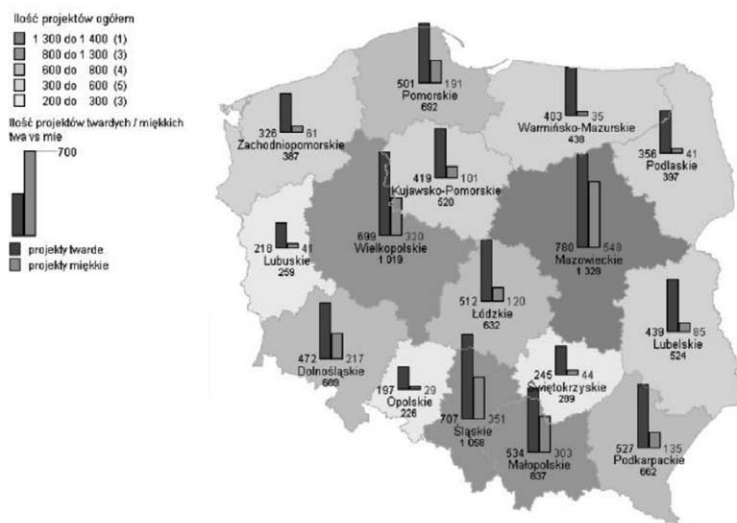 Ilość projektów ogółem
1 300 do 1 400 (1)
800 do 1 300 (3)
600 do 800 (4)
300 do 600 (5)
200 do 300 (3)
Ilość projektów twardych / miękkich
twa vs mie
700
projekty twarde
projekty miękkie
501 191
Pomorskie
692
403 35
Warmińsko-Mazurskie
438
326 61
Zachodniopomorskie
387
356 41
Podlaskie
397
419 101
Kujawsko-Pomorskie
520
699 320
Wielkopolskie
1 019
780 548
Mazowieckie
1 328
218 41
Lubuskie
259
512 120
Łódzkie
632
439 85
Lubelskie
524
472 217
Dolnośląskie
689
197 29
Opolskie
226
245 44
Świętokrzyskie
289
707 351
Śląskie
1 058
534 303
Małopolskie
837
527 135
Podkarpackie
662